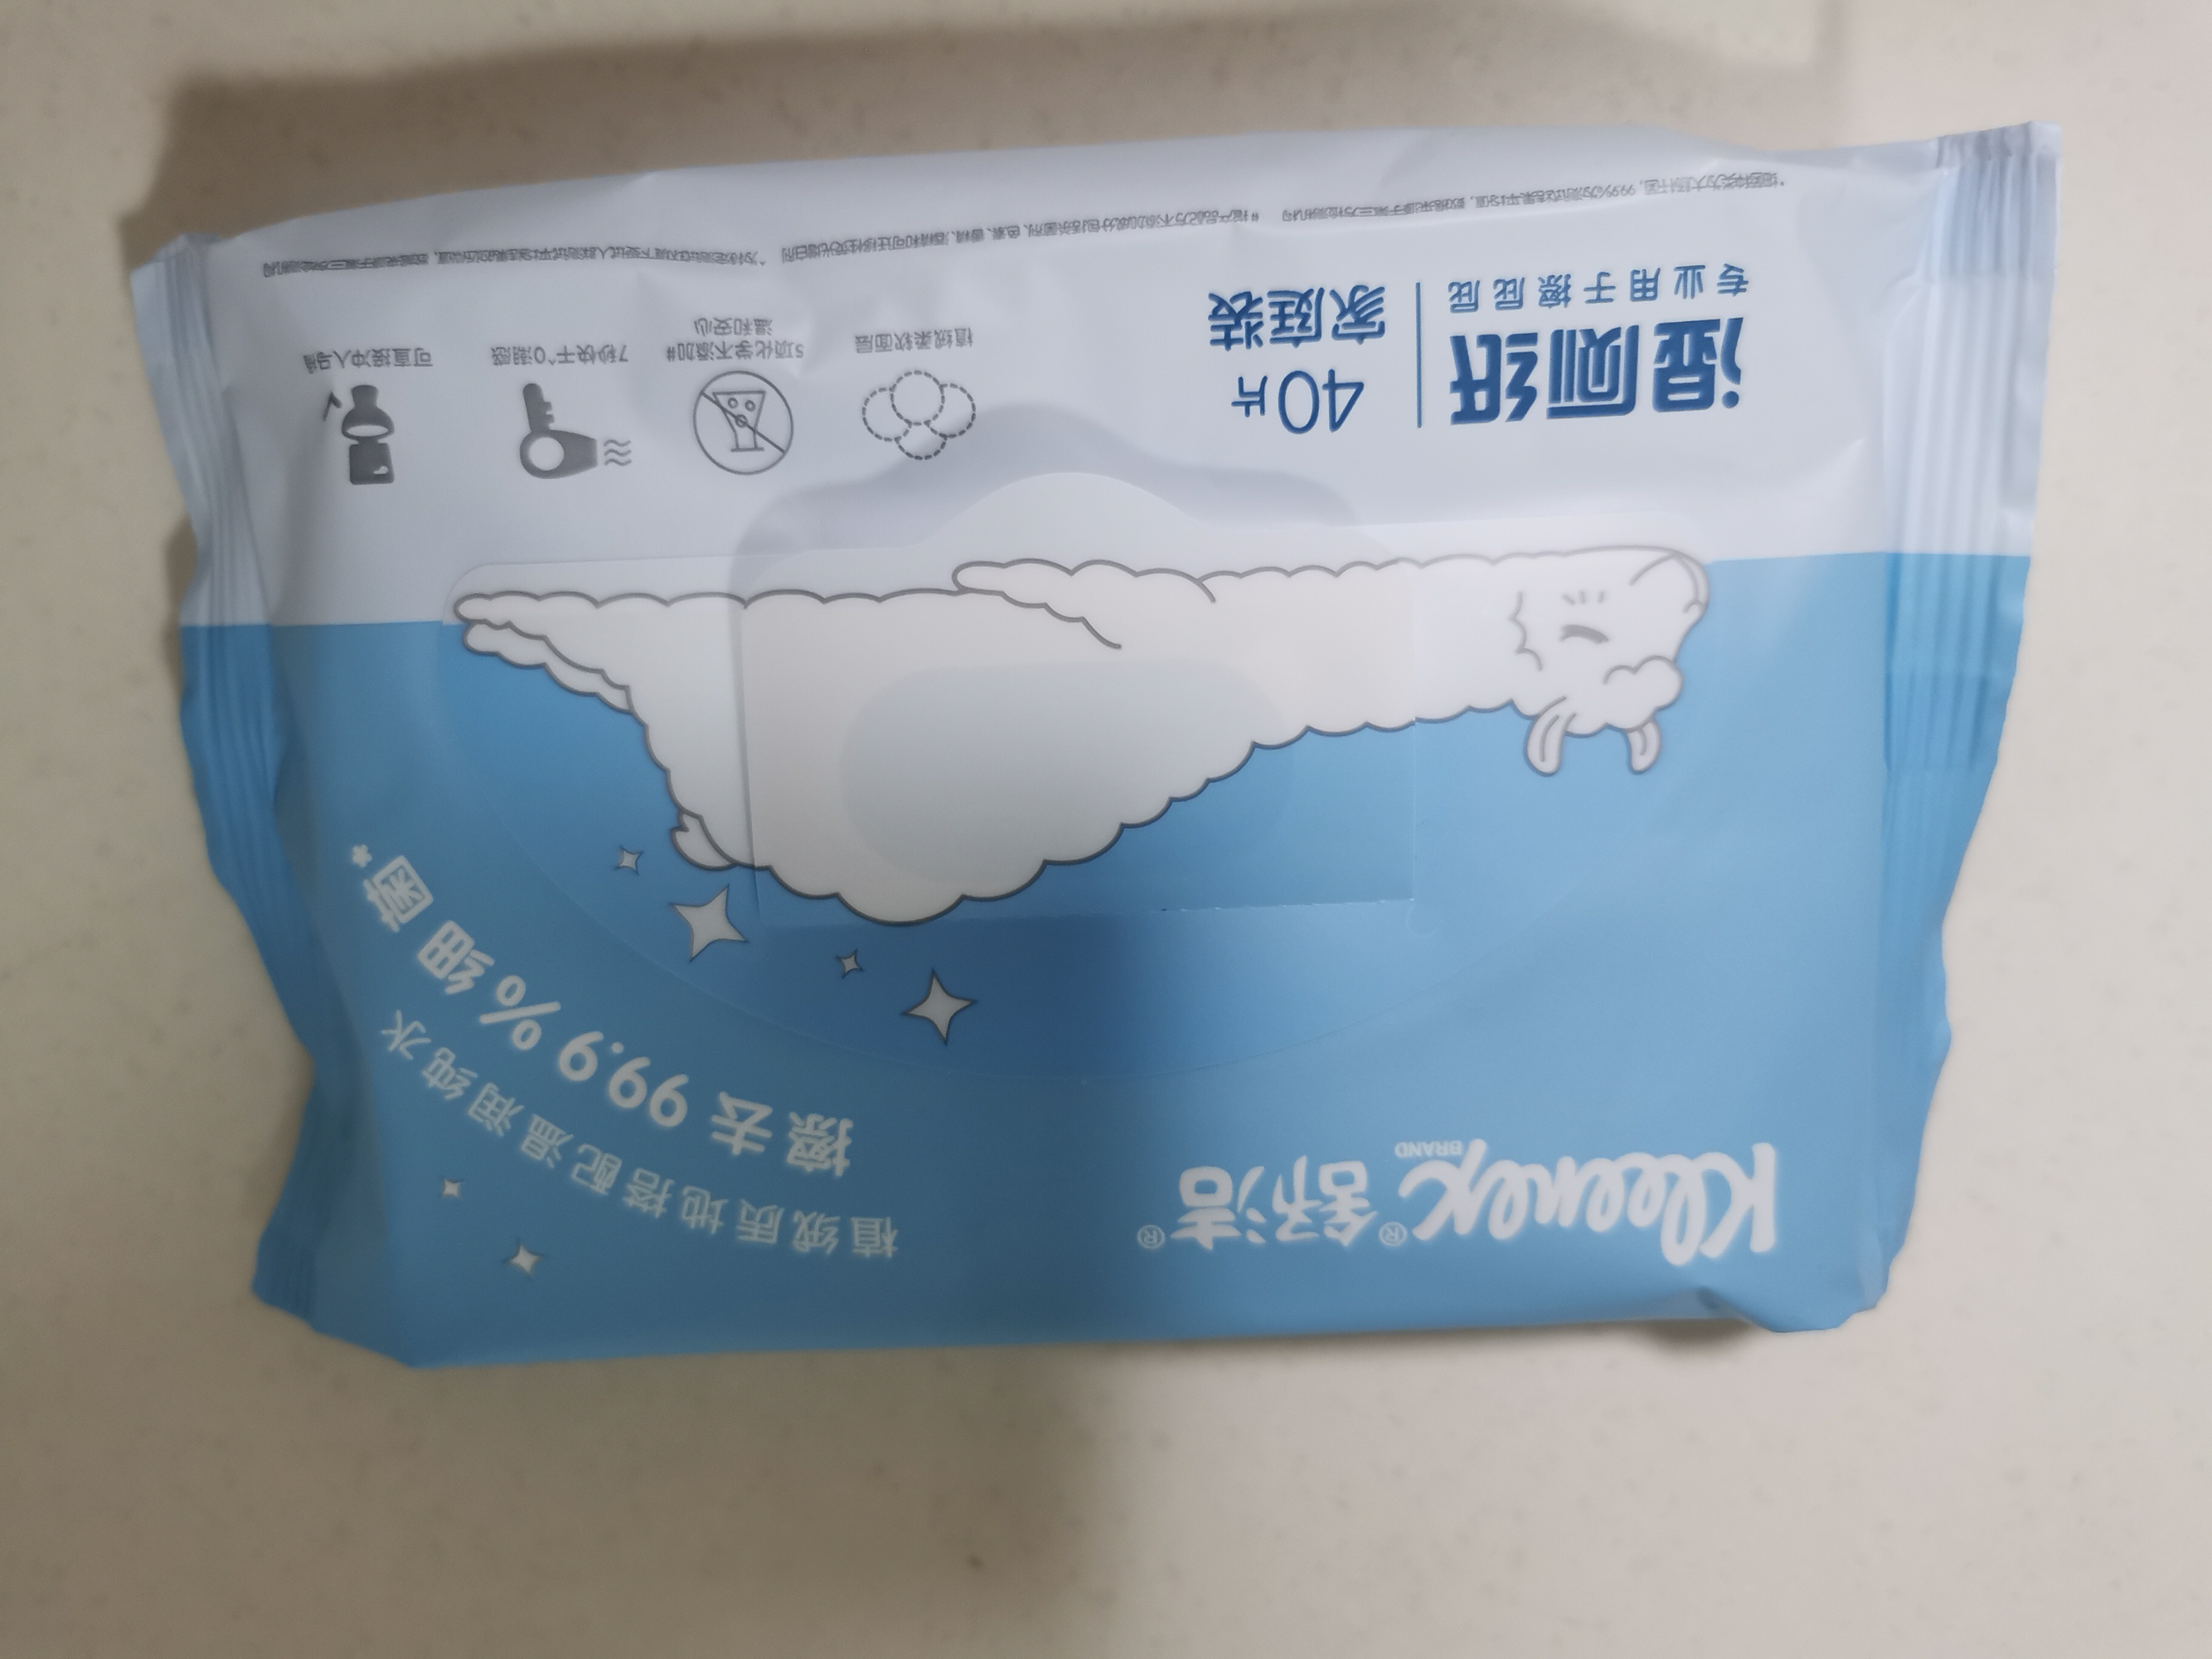 Kleenex® 舒洁®
BRAND
植绒质地搭配温润纯水
擦去 99.9% 细菌*
湿厕纸
专业用于擦屁屁
40片
家庭装
植绒柔软面层
5项化学不添加#
温和安心
7秒快干^0潮感
可直接冲入马桶